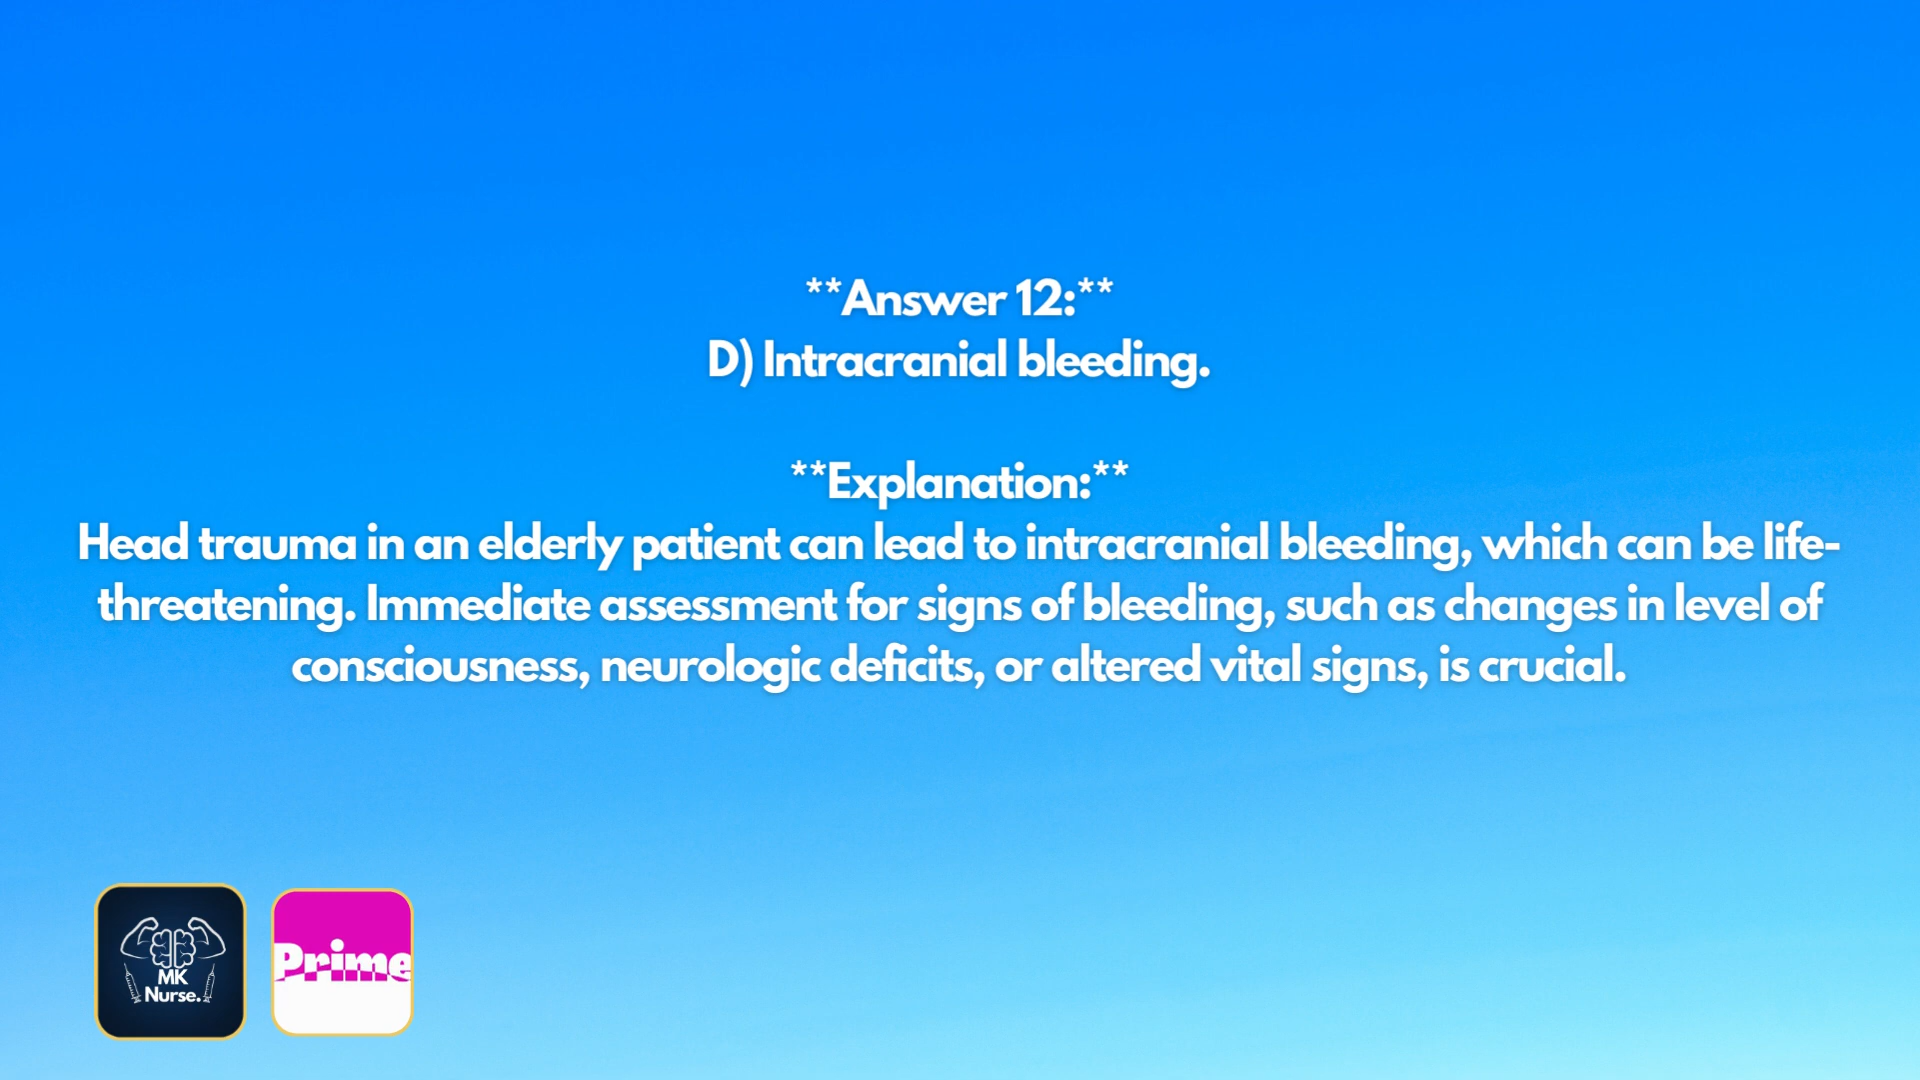 **Answer 12:**
D) Intracranial bleeding.
**Explanation:**
Head trauma in an elderly patient can lead to intracranial bleeding, which can be life-
threatening. Immediate assessment for signs of bleeding, such as changes in level of
consciousness, neurologic deficits, or altered vital signs, is crucial.
MK
Nurse.
Prime